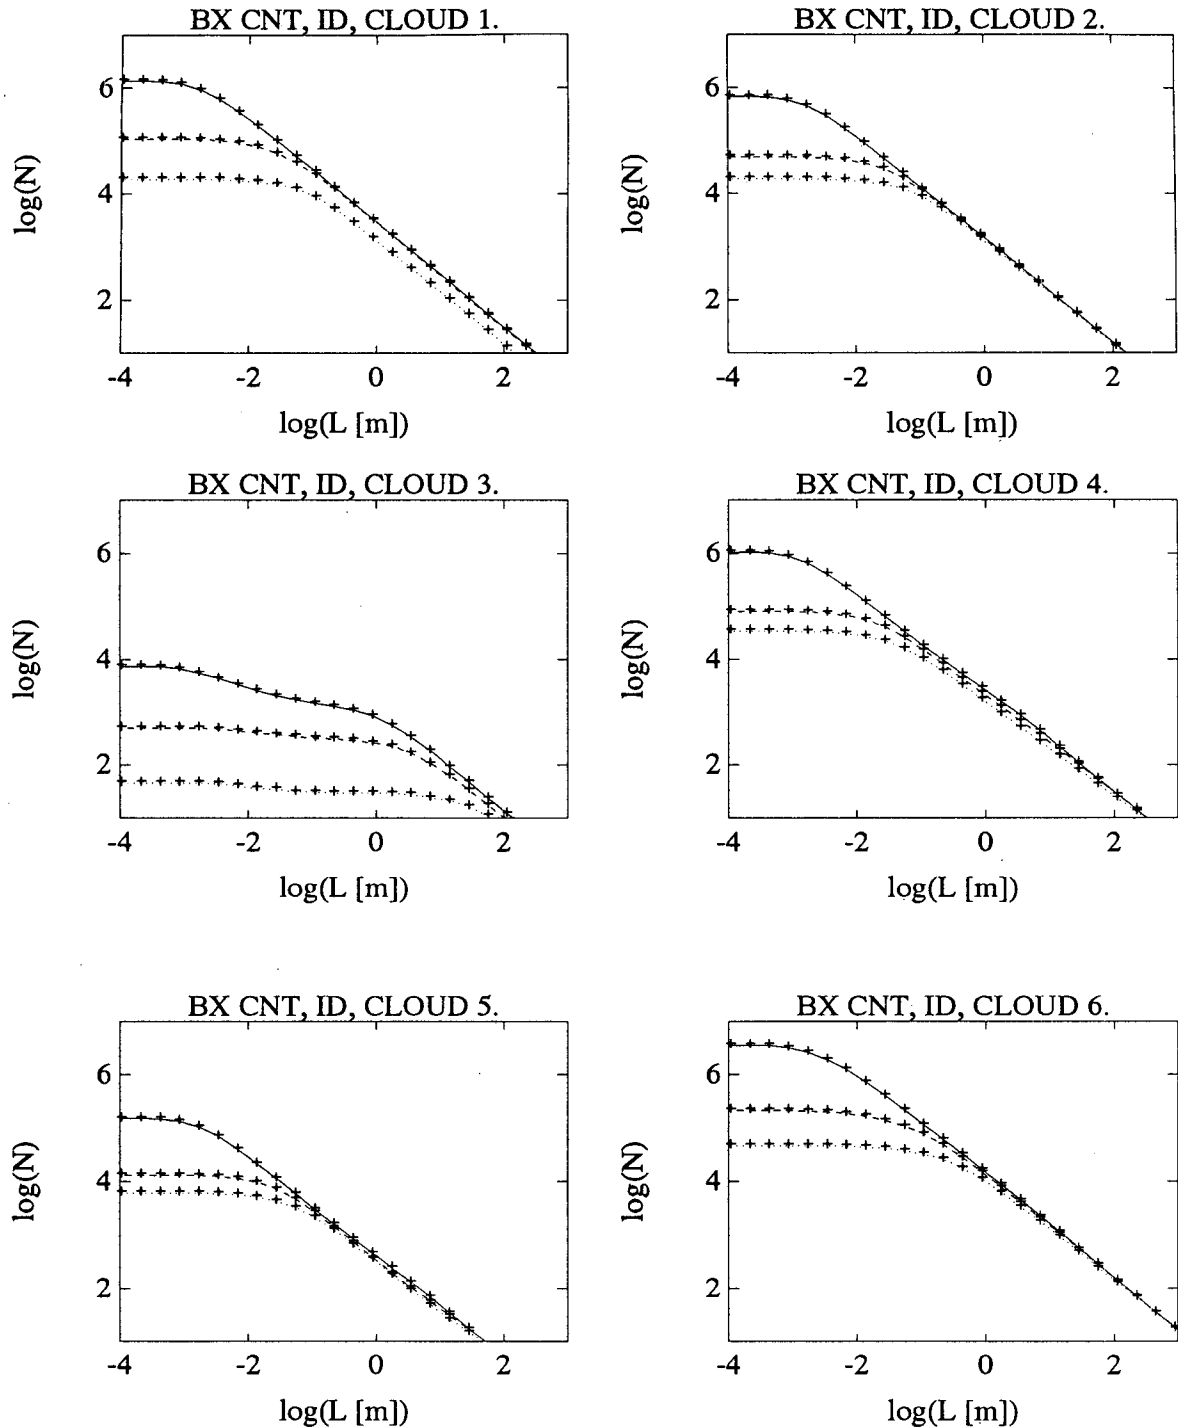 BX CNT, ID, CLOUD 1.
log(N)
6
4
2
-4 -2 0 2
log(L [m])
BX CNT, ID, CLOUD 2.
log(N)
6
4
2
-4 -2 0 2
log(L [m])
BX CNT, ID, CLOUD 3.
log(N)
6
4
2
-4 -2 0 2
log(L [m])
BX CNT, ID, CLOUD 4.
log(N)
6
4
2
-4 -2 0 2
log(L [m])
BX CNT, ID, CLOUD 5.
log(N)
6
4
2
-4 -2 0 2
log(L [m])
BX CNT, ID, CLOUD 6.
log(N)
6
4
2
-4 -2 0 2
log(L [m])